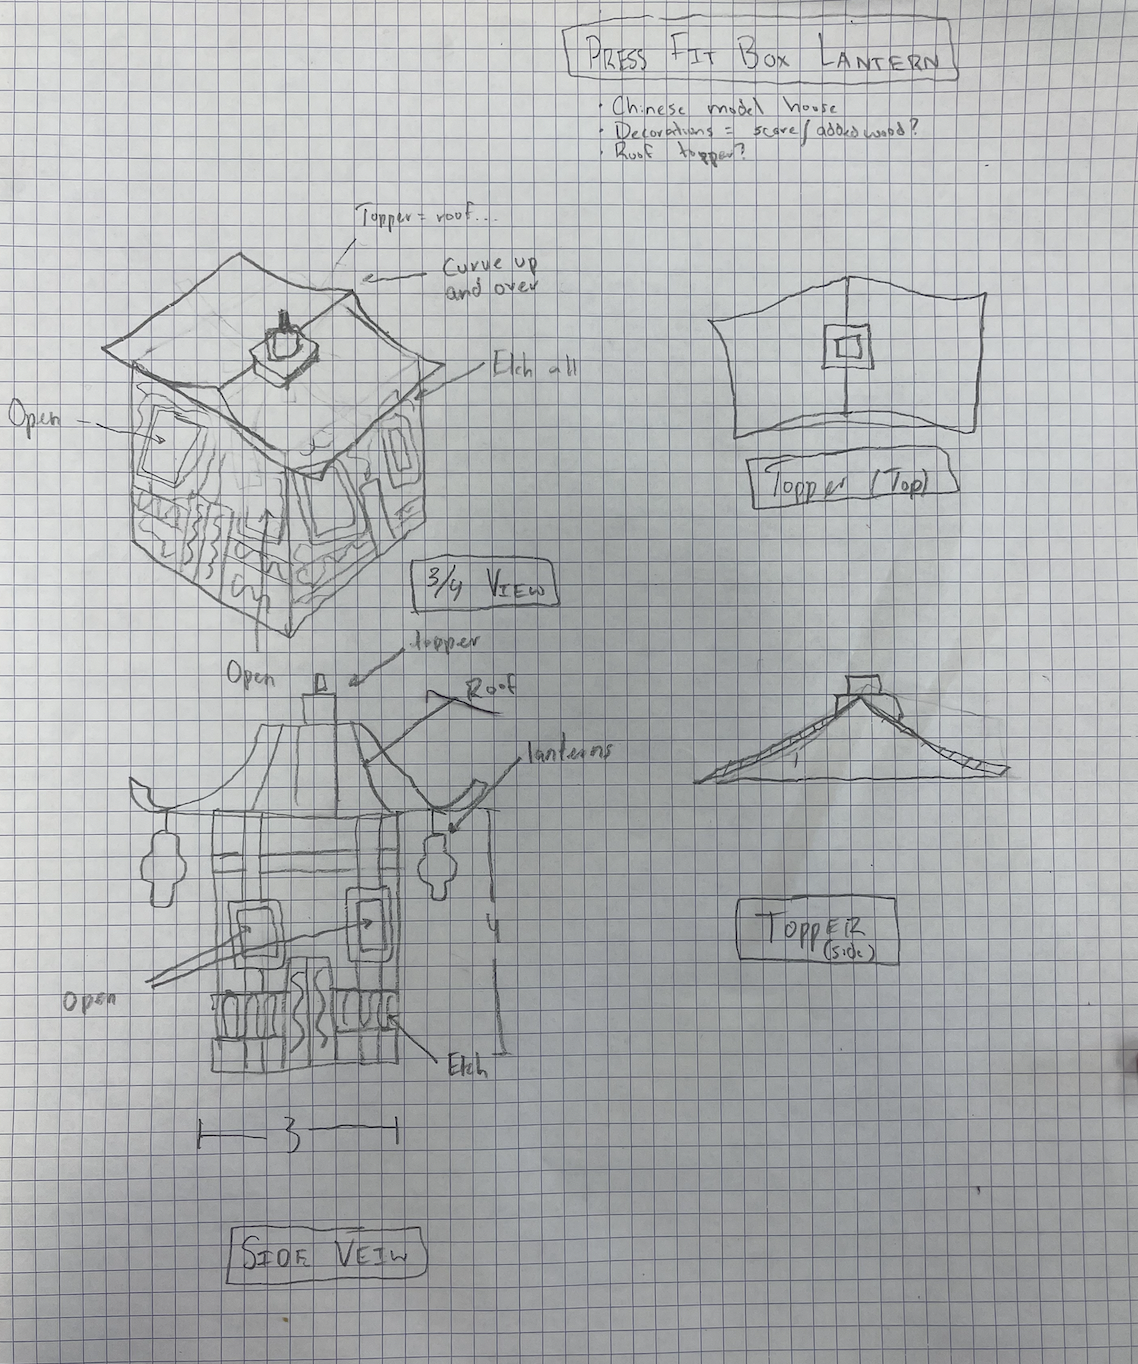 PRESS FIT BOX LANTERN
· Chinese model house
· Decorations = score/added wood?
· Roof topper?
Topper = roof...
Curve up
and over
Etch all
Open
Topper (Top)
3/4 VIEW
Open
topper
Roof
lanterns
4
TOPPER
(side)
Open
Etch
3
SIDE VEIW